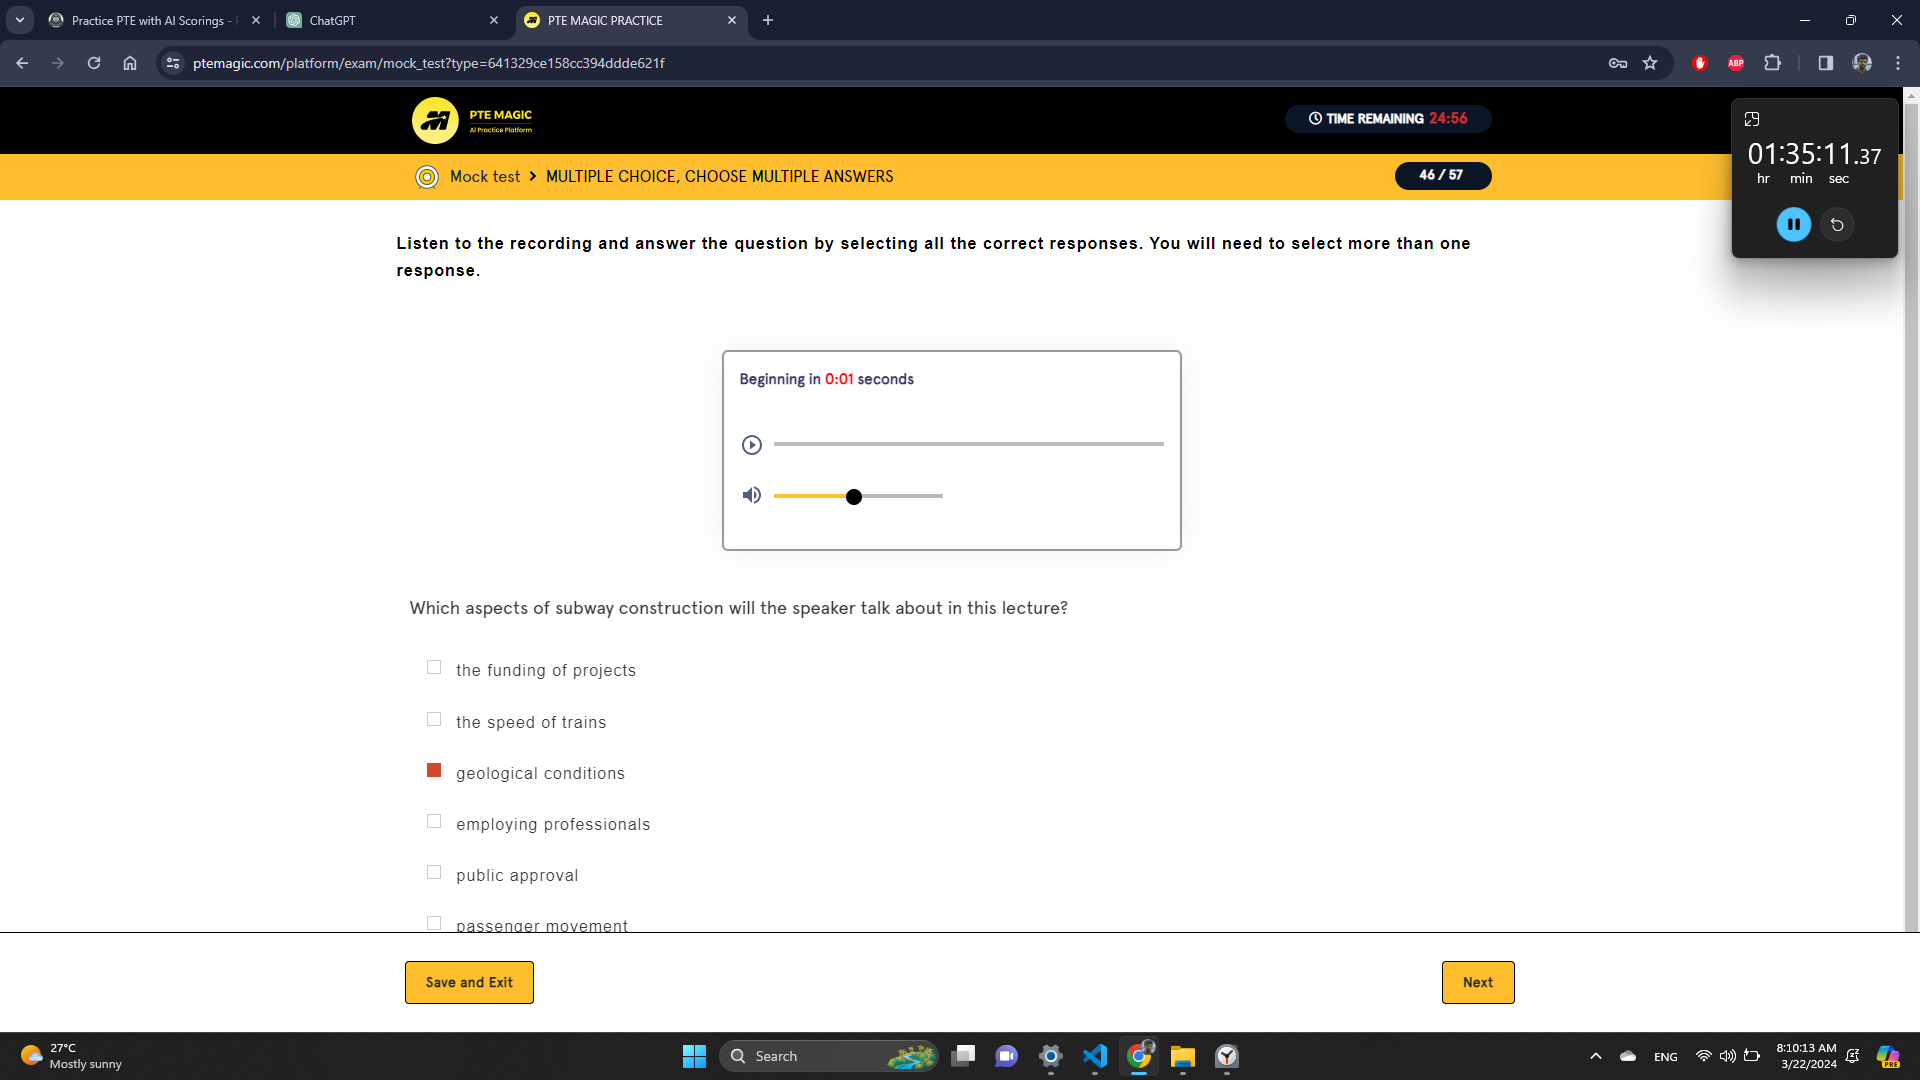 Practice PTE with AI Scorings -
ChatGPT
PTE MAGIC PRACTICE
ptemagic.com/platform/exam/mock_test?type=641329ce158cc394ddde621f
ABP
PTE MAGIC
AI Practice Platform
TIME REMAINING 24:56
01:35:11.37
hr min sec
Mock test > MULTIPLE CHOICE, CHOOSE MULTIPLE ANSWERS
46 / 57
Listen to the recording and answer the question by selecting all the correct responses. You will need to select more than one
response.
Beginning in 0:01 seconds
Which aspects of subway construction will the speaker talk about in this lecture?
the funding of projects
the speed of trains
geological conditions
employing professionals
public approval
passenger movement
Save and Exit
Next
27°C
Mostly sunny
Search
ENG
8:10:13 AM
3/22/2024
PRE